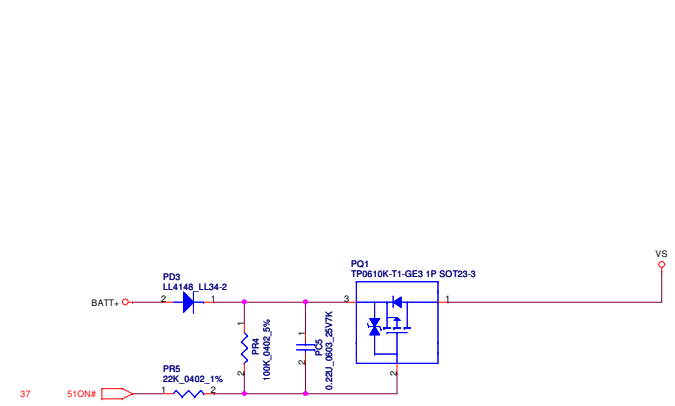 VS
PQ1
TP0610K-T1-GE3 1P SOT23-3
PD3
LL4148_LL34-2
BATT+
2
1
3
1
1
PR4
100K_0402_5%
2
1
PC5
0.22U_0603_25V7K
2
2
PR5
22K_0402_1%
37
51ON#
1
2